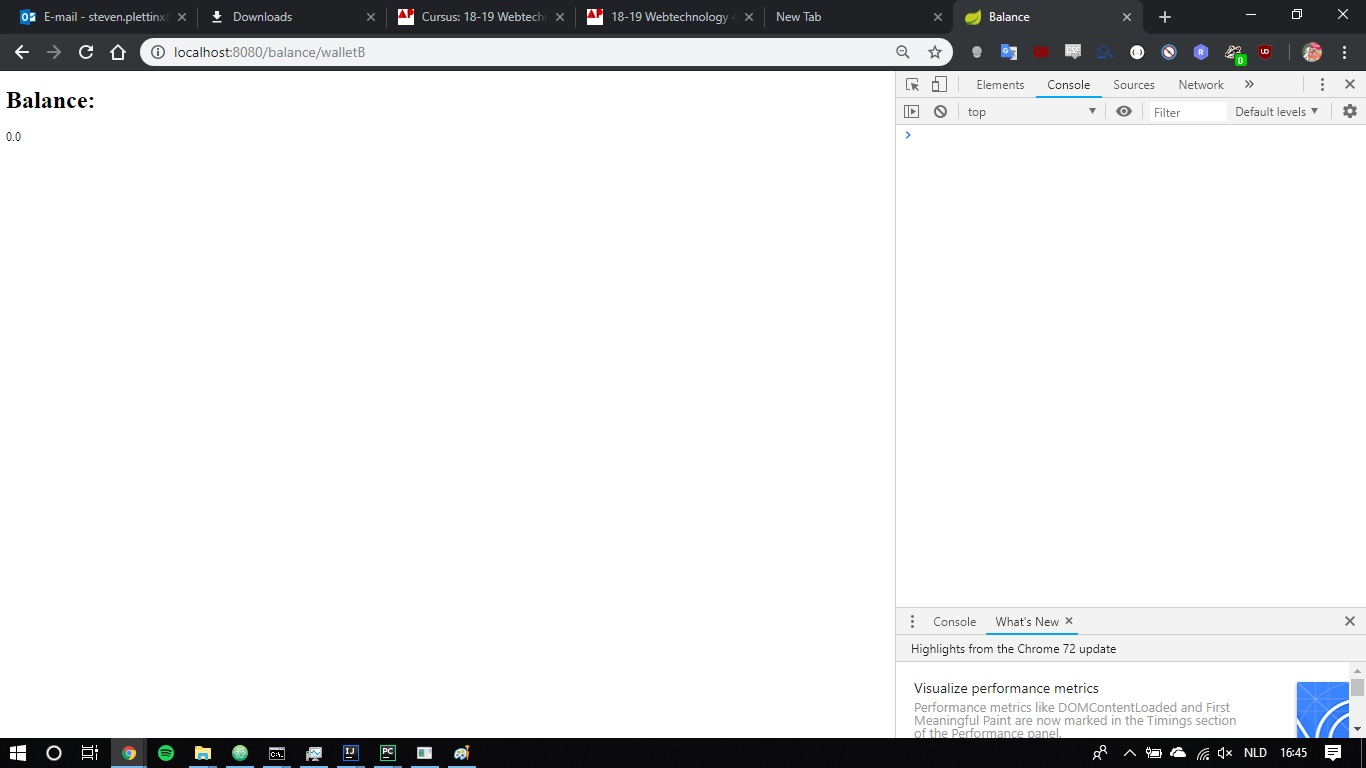 E-mail - steven.plettinx
Downloads
Cursus: 18-19 Webtechn
18-19 Webtechnology 4
New Tab
Balance
localhost:8080/balance/walletB
0
Balance:
0.0
Elements
Console
Sources
Network
top
Filter
Default levels
Console
What's New
Highlights from the Chrome 72 update
Visualize performance metrics
Performance metrics like DOMContentLoaded and First
Meaningful Paint are now marked in the Timings section
of the Performance panel.
NLD
16:45